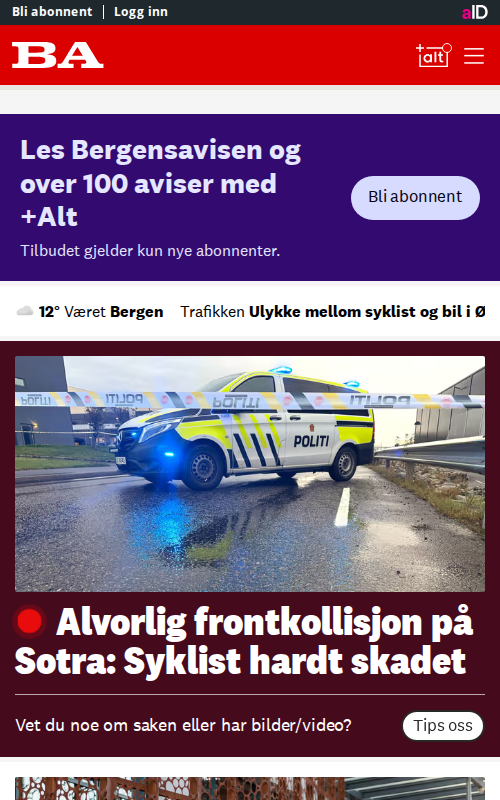 Bli abonnent | Logg inn
aID
BA
+alt
Les Bergensavisen og
over 100 aviser med
+Alt
Tilbudet gjelder kun nye abonnenter.
Bli abonnent
12° Været Bergen Trafikken Ulykke mellom syklist og bil i Ø
POLITI POLITI POLITI POLITI
POLITI
Alvorlig frontkollisjon på
Sotra: Syklist hardt skadet
Vet du noe om saken eller har bilder/video?
Tips oss